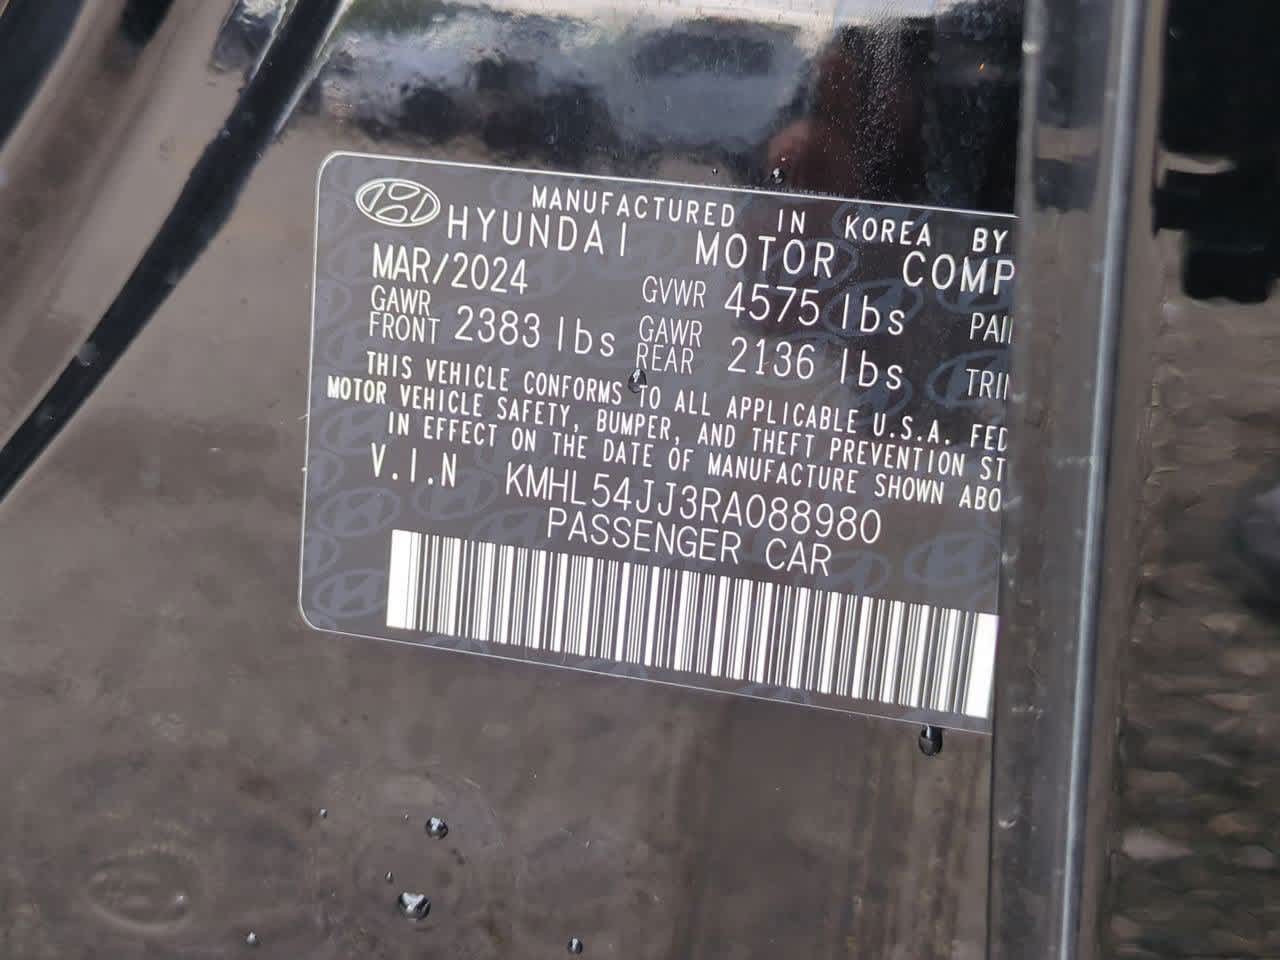 MANUFACTURED IN KOREA BY
HYUNDAI MOTOR COMP
MAR/2024 GVWR 4575 lbs PAI
GAWR FRONT 2383 lbs GAWR REAR 2136 lbs TRI
THIS VEHICLE CONFORMS TO ALL APPLICABLE U.S.A. FED
MOTOR VEHICLE SAFETY, BUMPER, AND THEFT PREVENTION ST
IN EFFECT ON THE DATE OF MANUFACTURE SHOWN ABO
V.I.N KMHL54JJ3RA088980
PASSENGER CAR